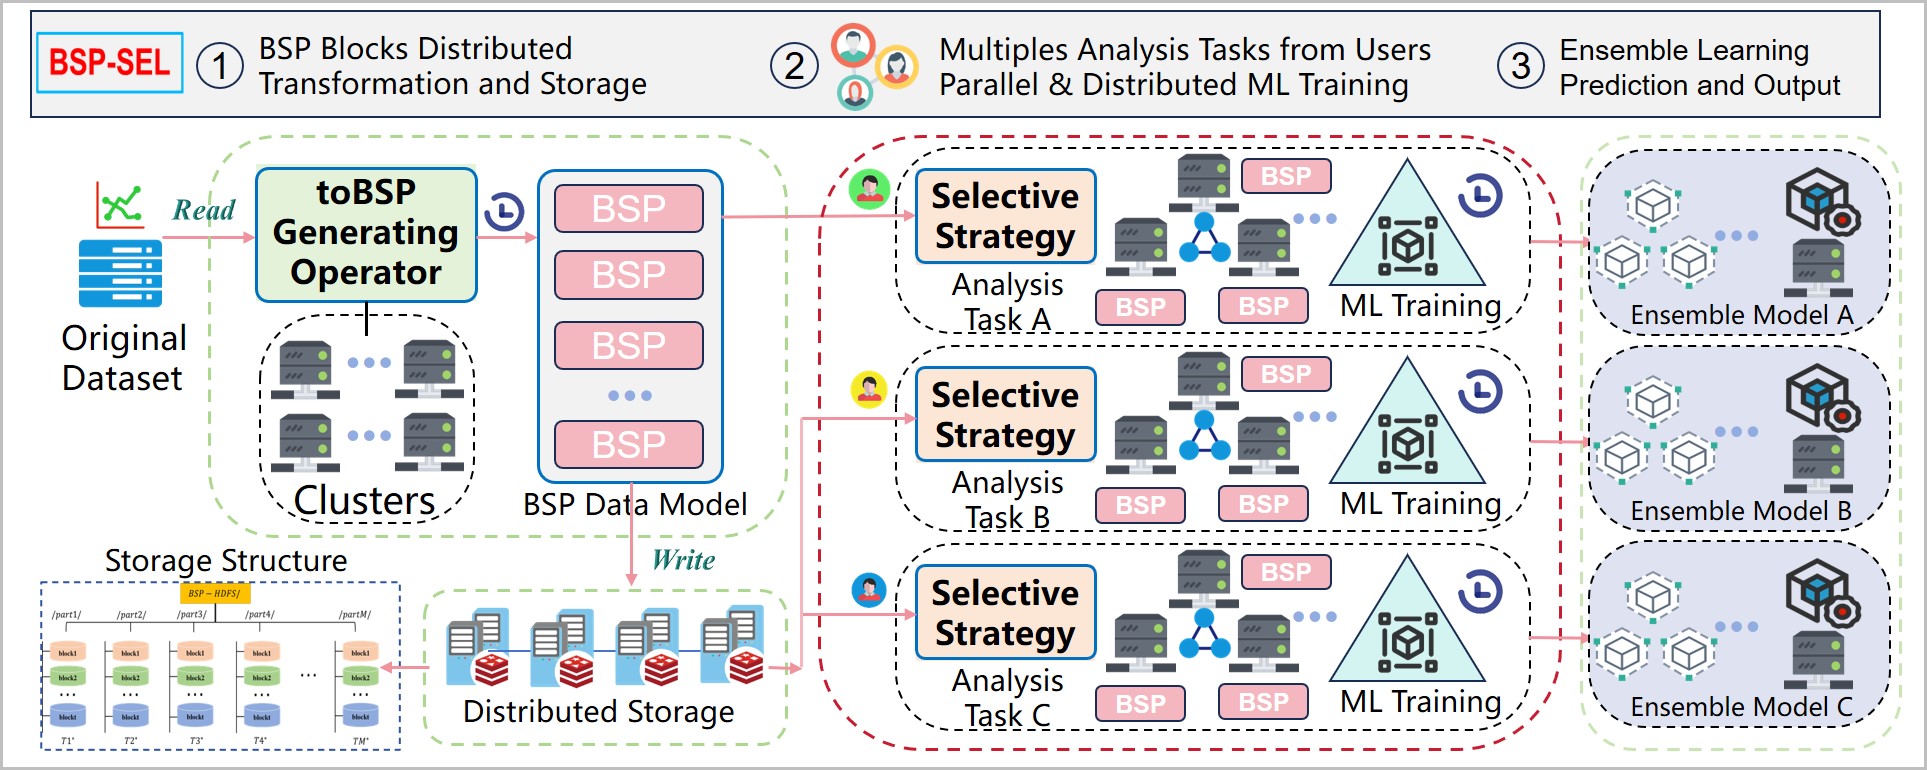 BSP-SEL
1
BSP Blocks Distributed
Transformation and Storage
2
Multiples Analysis Tasks from Users
Parallel & Distributed ML Training
3
Ensemble Learning
Prediction and Output
Original
Dataset
Read
toBSP
Generating
Operator
Clusters
BSP
BSP
BSP
BSP
BSP Data Model
Write
Storage Structure
BSP-HDFS/
/part1/
/part2/
/part3/
/part4/
/partM/
block1
block1
block1
block1
block1
block2
block2
block2
block2
block2
blockt
blockt
blockt
blockt
blockt
T1*
T2*
T3*
T4*
TM*
Distributed Storage
Selective
Strategy
Analysis
Task A
BSP
BSP
BSP
ML Training
Selective
Strategy
Analysis
Task B
BSP
BSP
BSP
ML Training
Selective
Strategy
Analysis
Task C
BSP
BSP
BSP
ML Training
Ensemble Model A
Ensemble Model B
Ensemble Model C